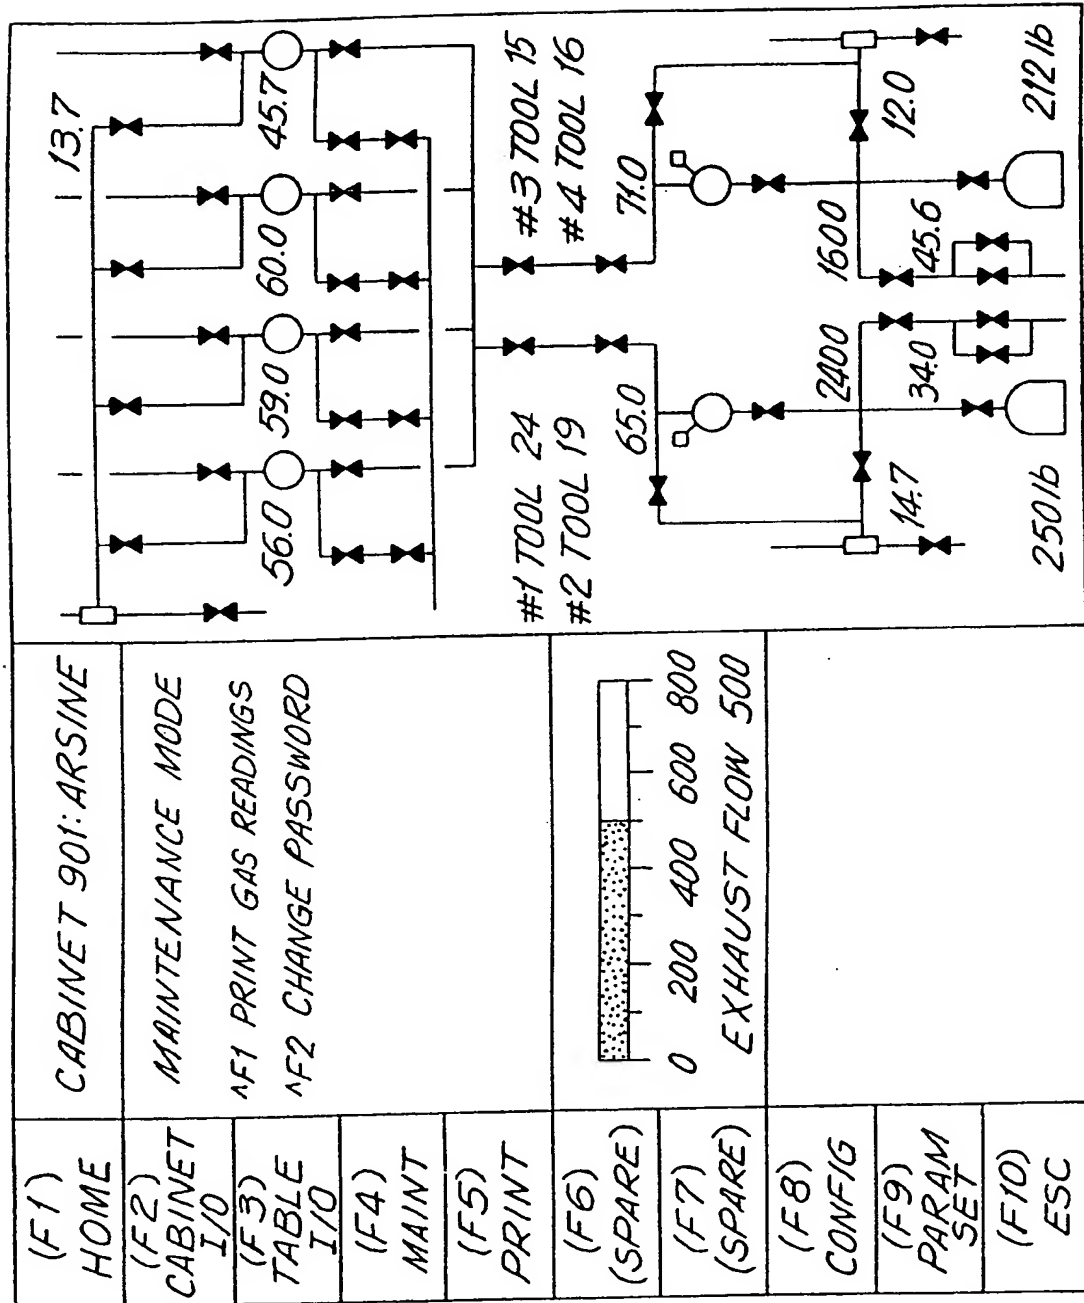 (F1)
HOME
(F2)
CABINET
I/O
(F3)
TABLE
I/O
(F4)
MAINT
(F5)
PRINT
(F6)
(SPARE)
(F7)
(SPARE)
(F8)
CONFIG
(F9)
PARAM
SET
(F10)
ESC
CABINET 901: ARSINE
MAINTENANCE MODE
^F1 PRINT GAS READINGS
^F2 CHANGE PASSWORD
0 200 400 600 800
EXHAUST FLOW 500
13.7
56.0 59.0 60.0 45.7
#1 TOOL 24
#2 TOOL 19
#3 TOOL 15
#4 TOOL 16
65.0 71.0
2400 1600
14.7 34.0 45.6 12.0
250 lb 212 lb